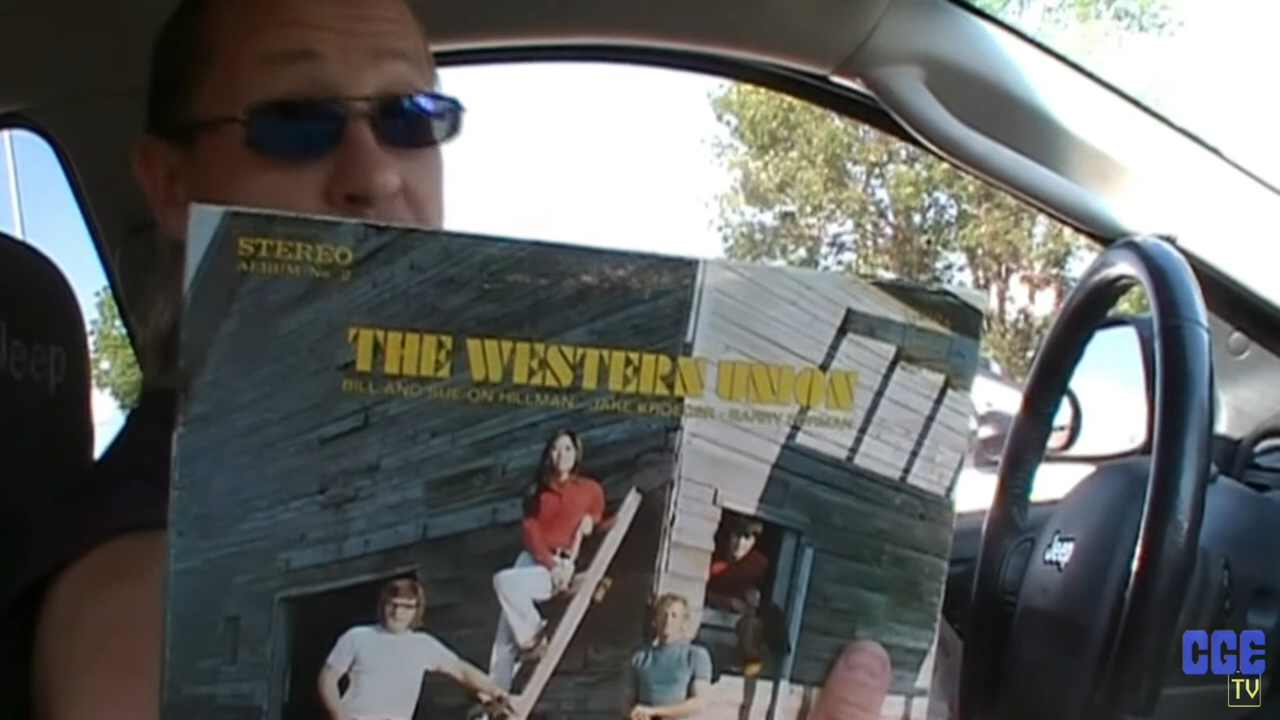 STEREO
ALBUM No. 2
THE WESTERN UNION
BILL AND SUE-ON HILLMAN - JAKE KROEGER - BARRY FORMAN
Jeep
Jeep
CGE
TV